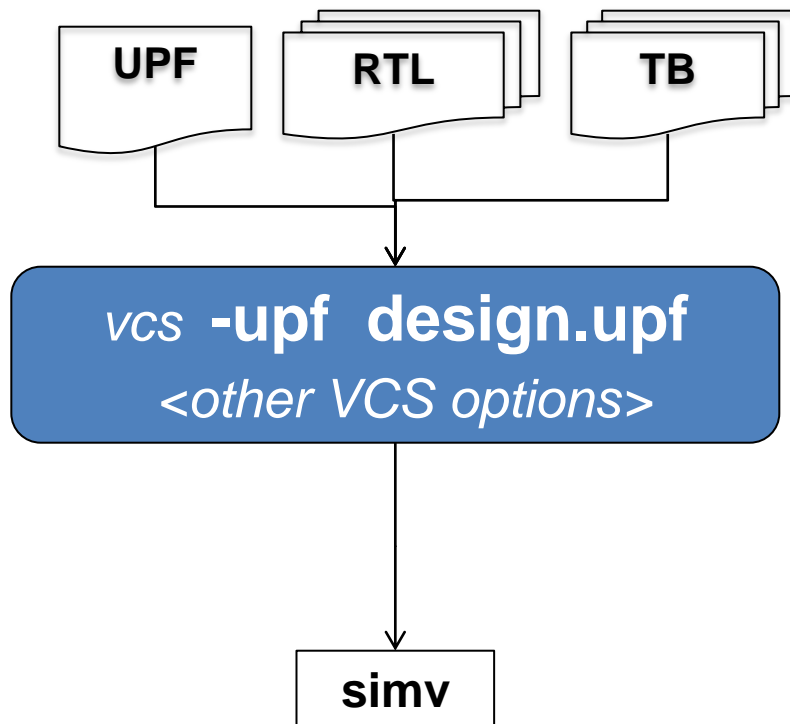 UPF
RTL
TB
vcs -upf design.upf
<other VCS options>
simv